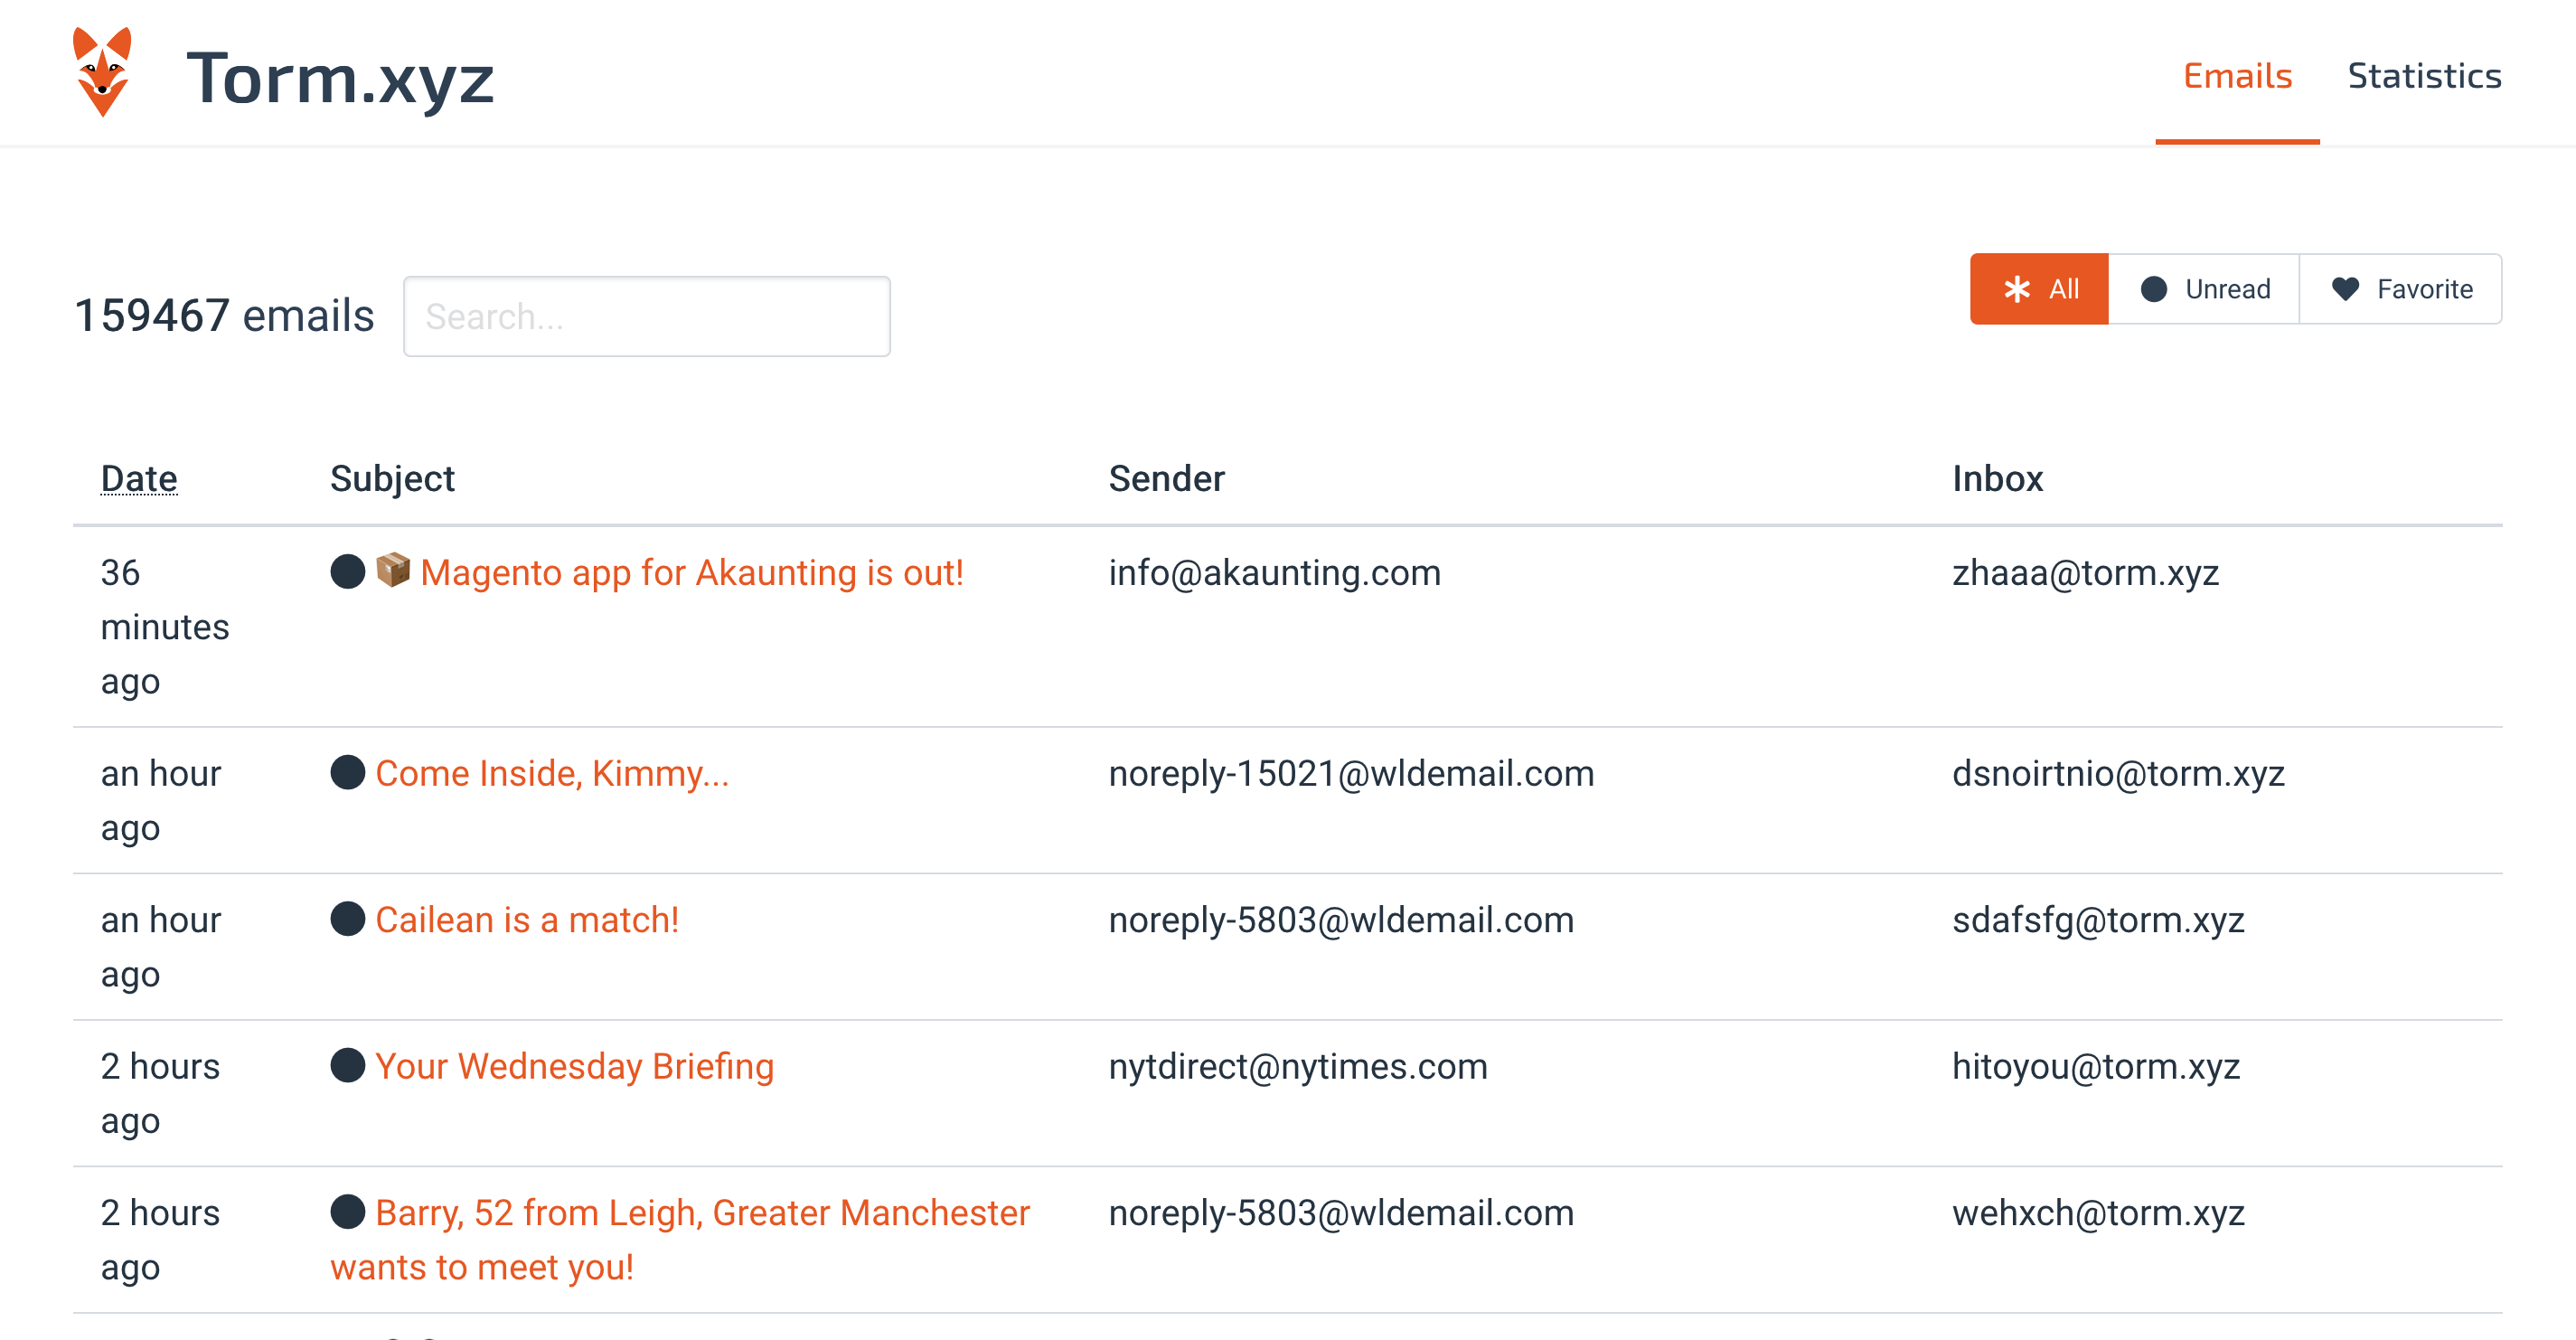 Torm.xyz
Emails Statistics
159467 emails Search... All Unread Favorite
Date Subject Sender Inbox
36 📦 Magento app for Akaunting is out! info@akaunting.com zhaaa@torm.xyz
minutes
ago
an hour Come Inside, Kimmy... noreply-15021@wldemail.com dsnoirtnio@torm.xyz
ago
an hour Cailean is a match! noreply-5803@wldemail.com sdafsfg@torm.xyz
ago
2 hours Your Wednesday Briefing nytdirect@nytimes.com hitoyou@torm.xyz
ago
2 hours Barry, 52 from Leigh, Greater Manchester noreply-5803@wldemail.com wehxch@torm.xyz
ago wants to meet you!